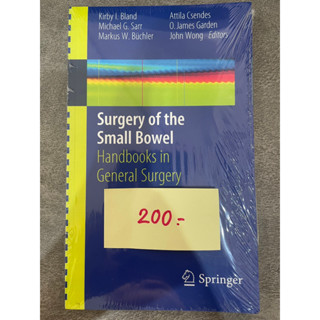 Kirby I. Bland Attila Csendes
Michael G. Sarr O. James Garden
Markus W. Büchler John Wong Editors
Surgery of the
Small Bowel
Handbooks in
General Surgery
200.-
Springer